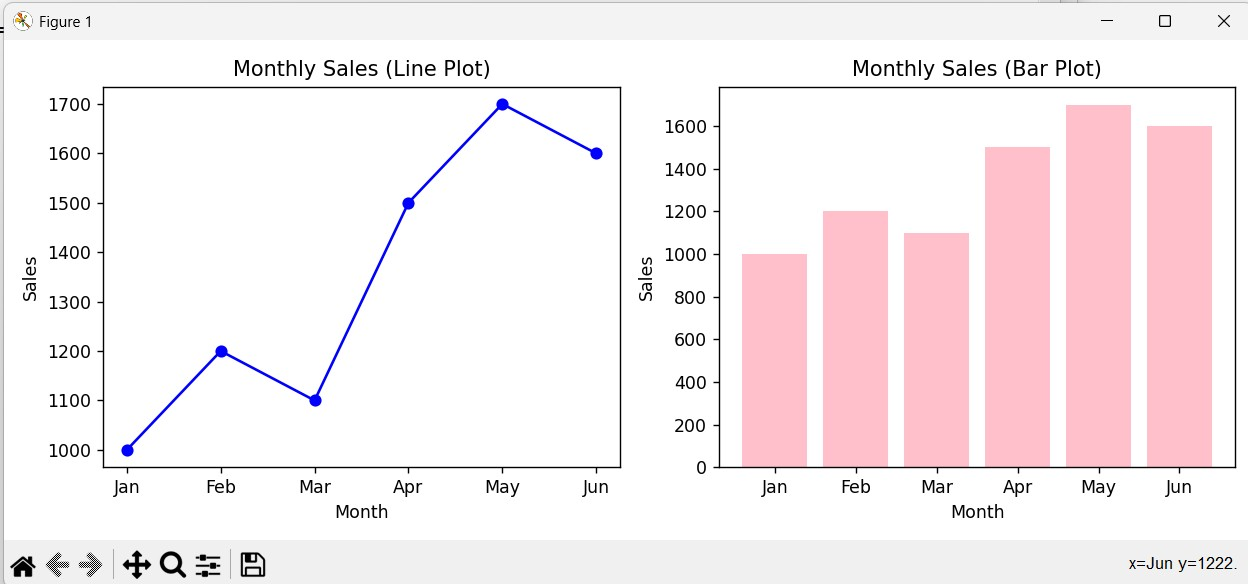 Figure 1
Monthly Sales (Line Plot)
1700
1600
1500
1400
1300
1200
1100
1000
Sales
Jan Feb Mar Apr May Jun
Month
Monthly Sales (Bar Plot)
1600
1400
1200
1000
800
600
400
200
0
Sales
Jan Feb Mar Apr May Jun
Month
x=Jun y=1222.